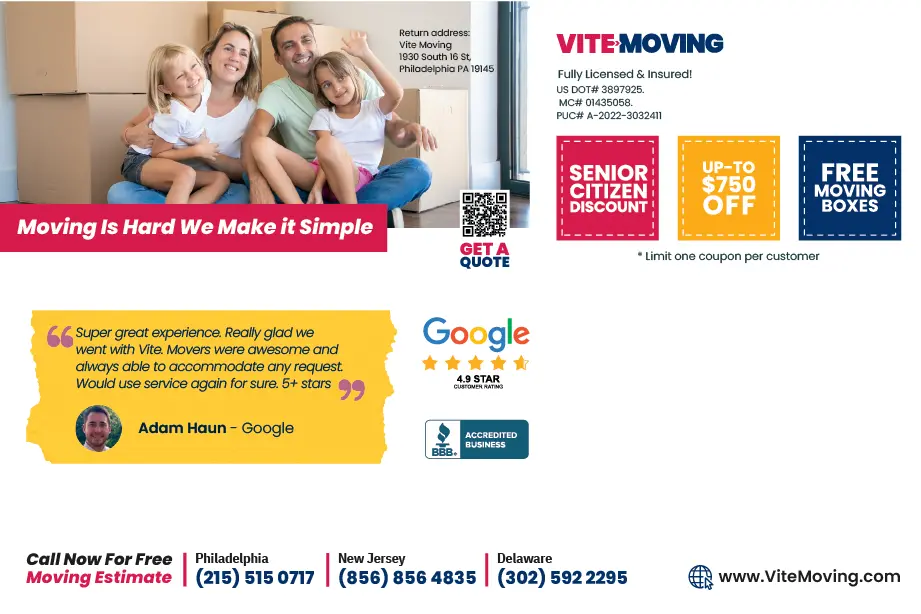 Return address:
Vite Moving
1930 South 16 St,
Philadelphia PA 19145
VITE MOVING
Fully Licensed & Insured!
US DOT# 3897925.
MC# 01435058.
PUC# A-2022-3032411
SENIOR
CITIZEN
DISCOUNT
UP-TO
$750
OFF
FREE
MOVING
BOXES
* Limit one coupon per customer
Moving Is Hard We Make it Simple
GET A
QUOTE
“ Super great experience. Really glad we
went with Vite. Movers were awesome and
always able to accommodate any request.
Would use service again for sure. 5+ stars ”
Adam Haun - Google
Google
4.9 STAR
CUSTOMER RATING
BBB®
ACCREDITED
BUSINESS
Call Now For Free
Moving Estimate
Philadelphia
(215) 515 0717
New Jersey
(856) 856 4835
Delaware
(302) 592 2295
www.ViteMoving.com